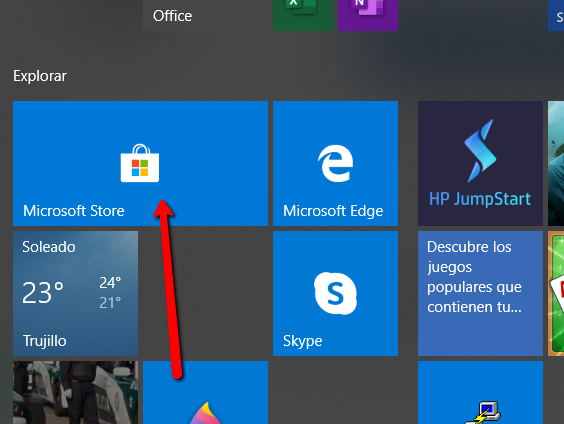 Office
Explorar
Microsoft Store
Microsoft Edge
HP JumpStart
Soleado
23°
24°
21°
Trujillo
Skype
Descubre los
juegos
populares que
contienen tu...